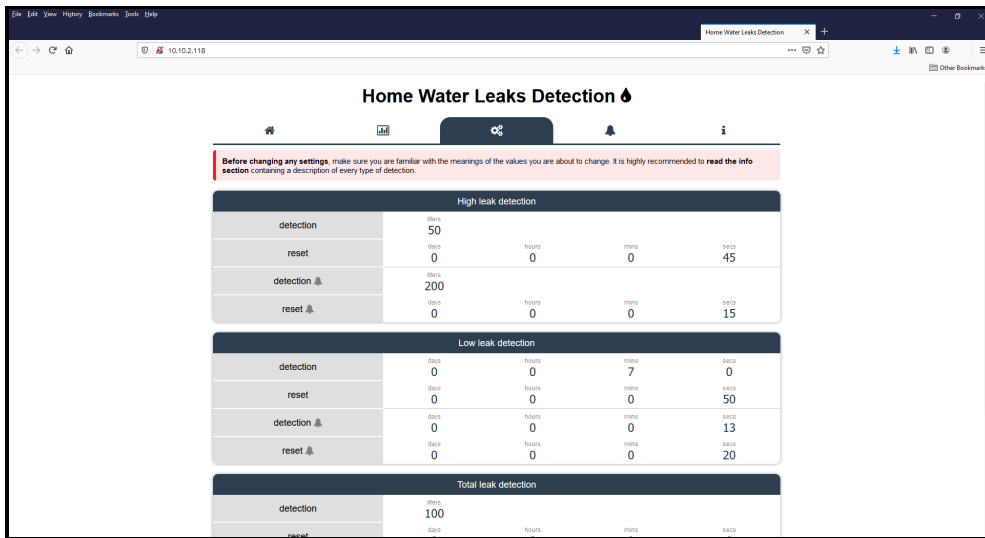 File Edit View History Bookmarks Tools Help
Home Water Leaks Detection
10.10.2.118
Other Bookmark
Home Water Leaks Detection
Before changing any settings, make sure you are familiar with the meanings of the values you are about to change. It is highly recommended to read the info
section containing a description of every type of detection.
High leak detection
detection liters 50
reset days 0 hours 0 mins 0 secs 45
detection liters 200
reset days 0 hours 0 mins 0 secs 15
Low leak detection
detection days 0 hours 0 mins 7 secs 0
reset days 0 hours 0 mins 0 secs 50
detection days 0 hours 0 mins 0 secs 13
reset days 0 hours 0 mins 0 secs 20
Total leak detection
detection liters 100
reset days hours mins secs